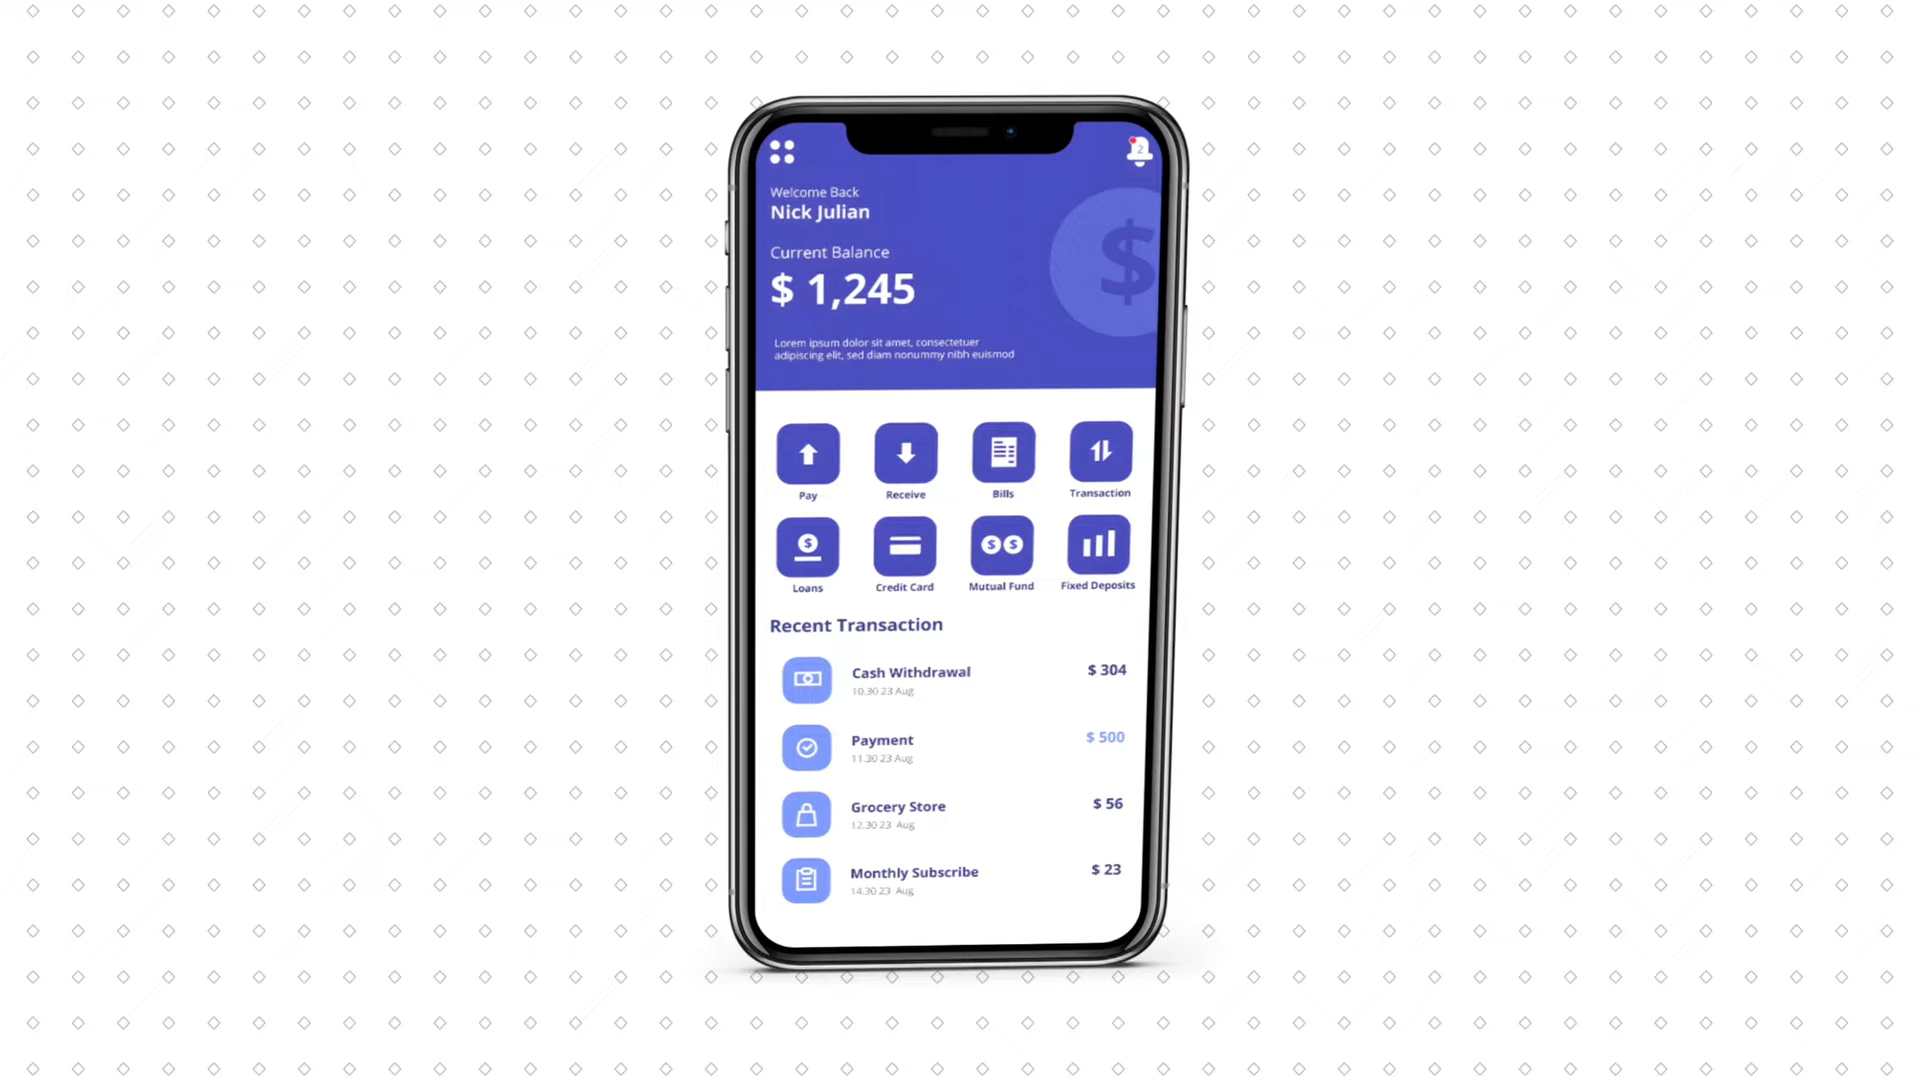 2
Welcome Back
Nick Julian
Current Balance
$ 1,245
Lorem ipsum dolor sit amet, consectetuer
adipiscing elit, sed diam nonummy nibh euismod
Pay Receive Bills Transaction
Loans Credit Card Mutual Fund Fixed Deposits
Recent Transaction
Cash Withdrawal $ 304
10.30 23 Aug
Payment $ 500
11.30 23 Aug
Grocery Store $ 56
12.30 23 Aug
Monthly Subscribe $ 23
14.30 23 Aug